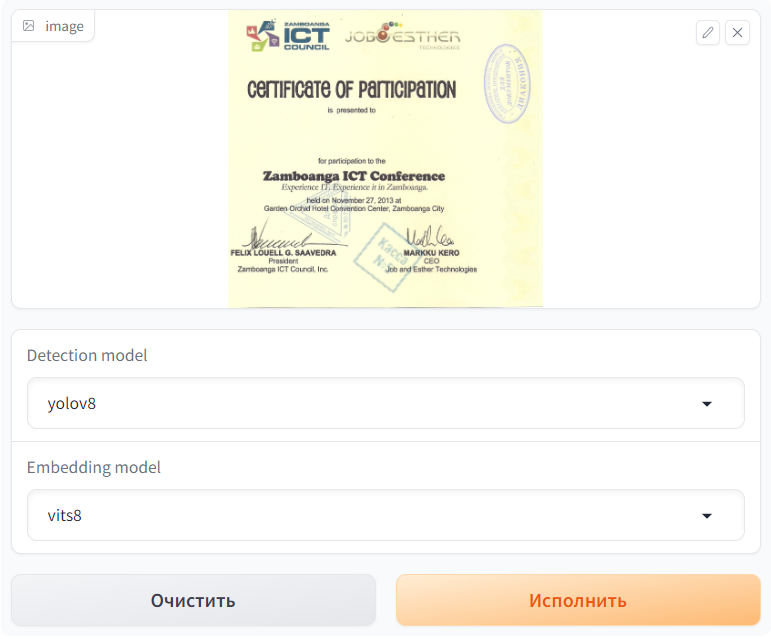 image
ZAMBOANGA
ICT
COUNCIL
JOB&ESTHER
TECHNOLOGIES
CERTIFICATE OF PARTICIPATION
is presented to
for participation to the
Zamboanga ICT Conference
Experience IT, Experience it in Zamboanga.
held on November 27, 2013 at
Garden Orchid Hotel Convention Center, Zamboanga City
FELIX LOUELL G. SAAVEDRA
President
Zamboanga ICT Council, Inc.
MARKKU KERO
CEO
Job and Esther Technologies
Касса
ДЛЯ
ДОКУМЕНТОВ
Detection model
yolov8
Embedding model
vits8
Очистить
Исполнить